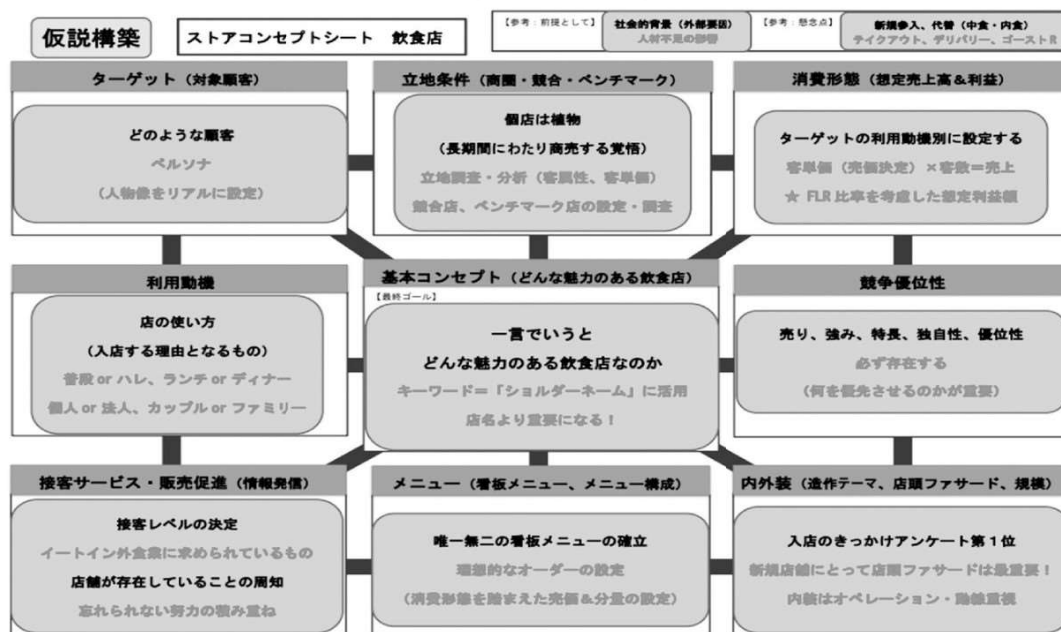 仮説構築
ストアコンセプトシート 飲食店
【参考：前提として】
社会的背景（外部要因）
人材不足の影響
【参考：懸念点】
新規参入、代替（中食・内食）
テイクアウト、デリバリー、ゴーストR
ターゲット（対象顧客）
どのような顧客
ペルソナ
（人物像をリアルに設定）
立地条件（商圏・競合・ベンチマーク）
個店は植物
（長期間にわたり商売する覚悟）
立地調査・分析（客属性、客単価）
競合店、ベンチマーク店の設定・調査
消費形態（想定売上高＆利益）
ターゲットの利用動機別に設定する
客単価（売価決定）×客数＝売上
★ FLR比率を考慮した想定利益額
利用動機
店の使い方
（入店する理由となるもの）
普段 or ハレ、ランチ or ディナー
個人 or 法人、カップル or ファミリー
基本コンセプト（どんな魅力のある飲食店）
【最終ゴール】
一言でいうと
どんな魅力のある飲食店なのか
キーワード＝「ショルダーネーム」に活用
店名より重要になる！
競争優位性
売り、強み、特長、独自性、優位性
必ず存在する
（何を優先させるのかが重要）
接客サービス・販売促進（情報発信）
接客レベルの決定
イートイン外食業に求められているもの
店舗が存在していることの周知
忘れられない努力の積み重ね
メニュー（看板メニュー、メニュー構成）
唯一無二の看板メニューの確立
理想的なオーダーの設定
（消費形態を踏まえた売価＆分量の設定）
内外装（造作テーマ、店頭ファサード、規模）
入店のきっかけアンケート第１位
新規店舗にとって店頭ファサードは最重要！
内装はオペレーション・動線重視